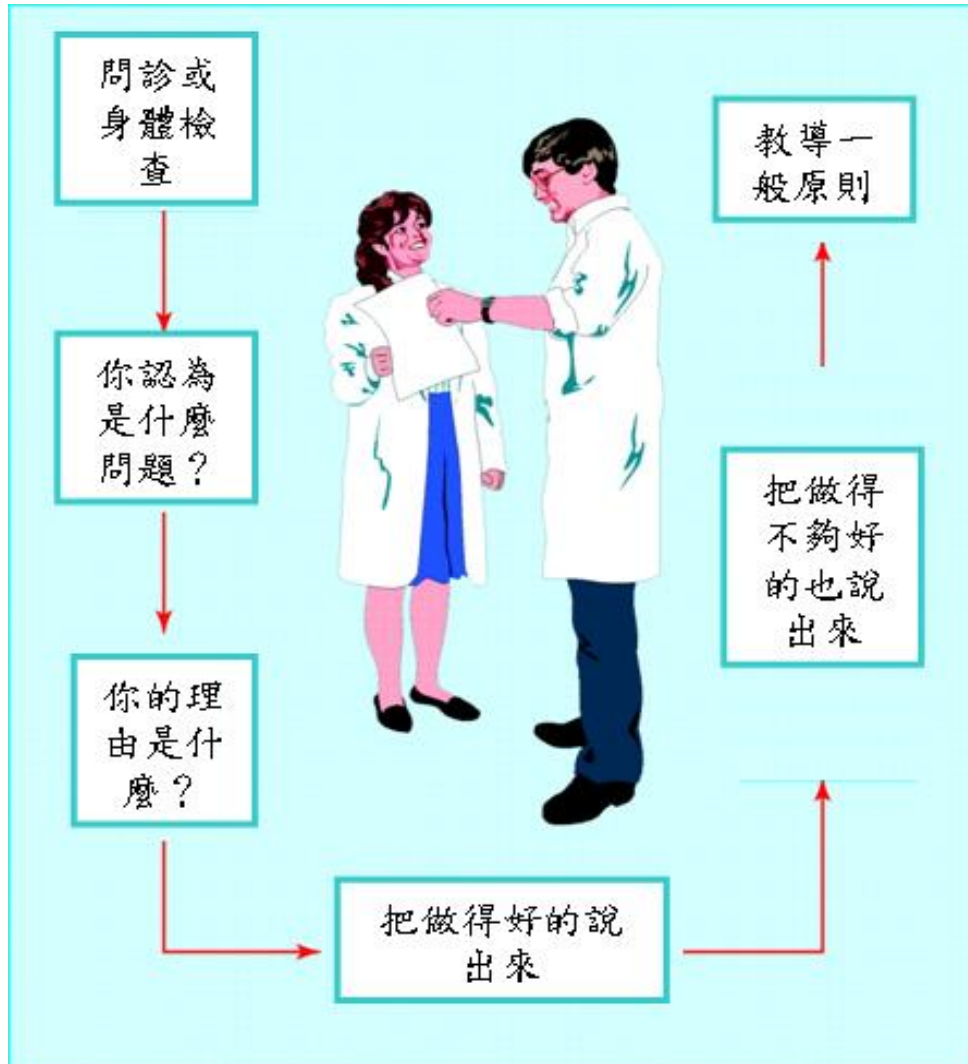 問診或
身體檢
查
你認為
是什麼
問題？
你的理
由是什
麼？
把做得好的說
出來
把做得
不夠好
的也說
出來
教導一
般原則